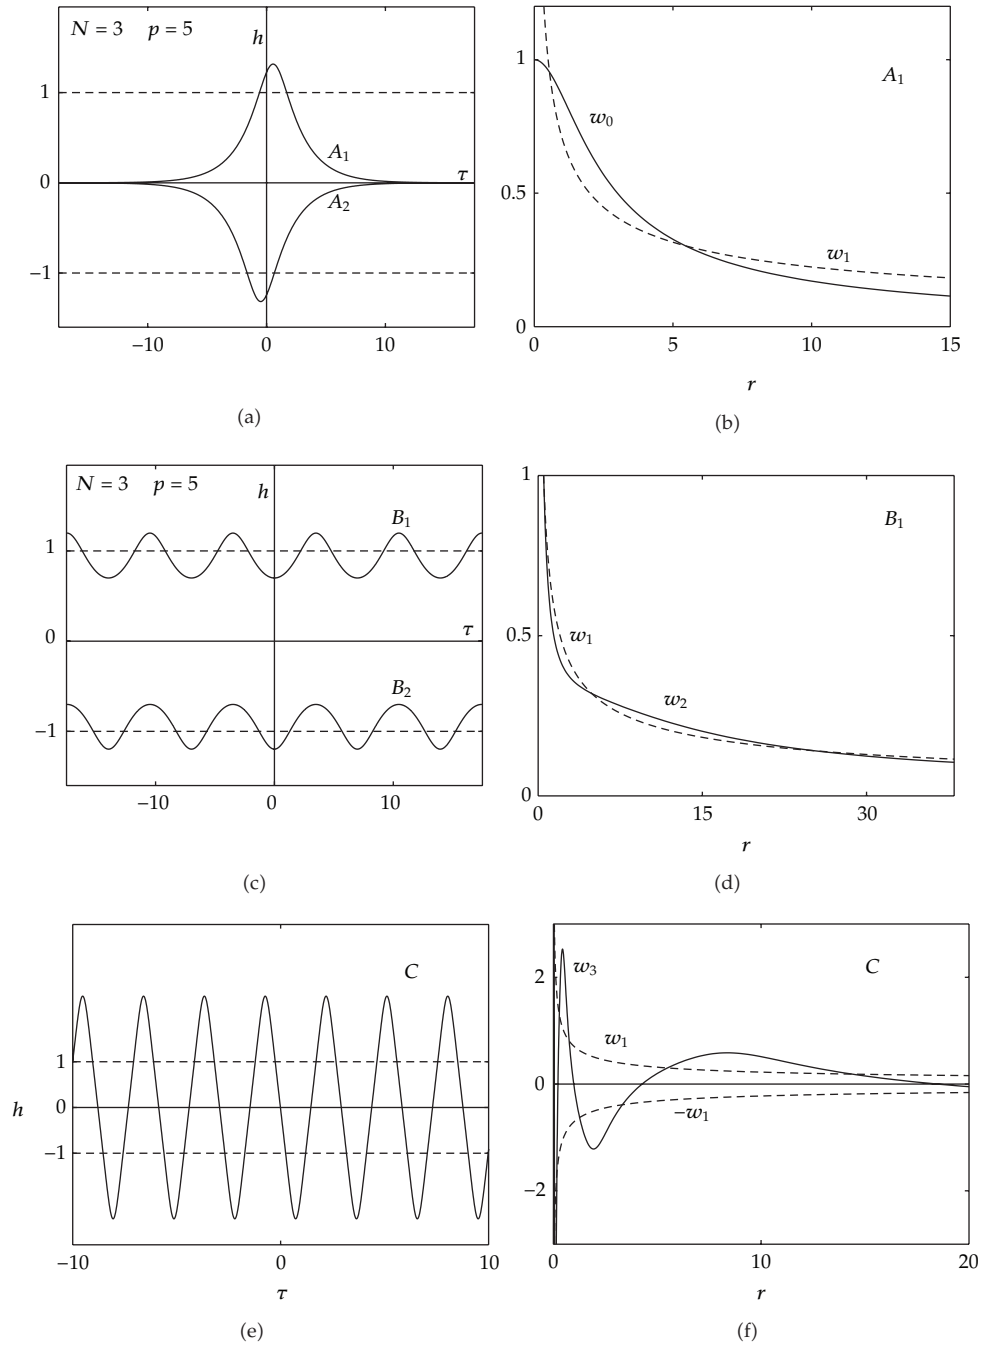 N = 3 p = 5
h
1
0
−1
A₁
A₂
τ
−10 0 10
(a)
1
0.5
0
A₁
w₀
w₁
0 5 10 15
r
(b)
N = 3 p = 5
h
B₁
1
0
τ
B₂
−1
−10 0 10
(c)
1
0.5
0
B₁
w₁
w₂
0 15 30
r
(d)
C
1
h
0
−1
−10 0 10
τ
(e)
2
0
−2
w₃
C
w₁
−w₁
0 10 20
r
(f)